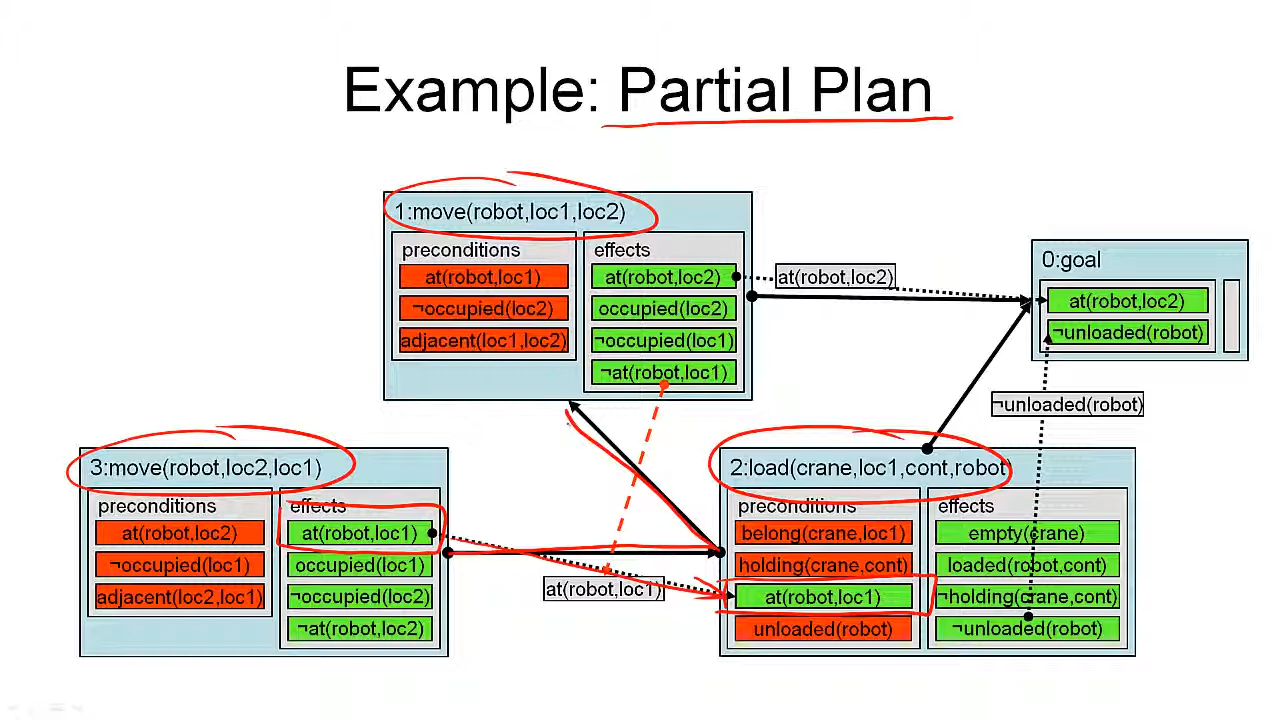 Example: Partial Plan
1:move(robot,loc1,loc2)
preconditions
at(robot,loc1)
¬occupied(loc2)
adjacent(loc1,loc2)
effects
at(robot,loc2)
occupied(loc2)
¬occupied(loc1)
¬at(robot,loc1)
at(robot,loc2)
0:goal
at(robot,loc2)
¬unloaded(robot)
¬unloaded(robot)
3:move(robot,loc2,loc1)
preconditions
at(robot,loc2)
¬occupied(loc1)
adjacent(loc2,loc1)
effects
at(robot,loc1)
occupied(loc1)
¬occupied(loc2)
¬at(robot,loc2)
at(robot,loc1)
2:load(crane,loc1,cont,robot)
preconditions
belong(crane,loc1)
holding(crane,cont)
at(robot,loc1)
unloaded(robot)
effects
empty(crane)
loaded(robot,cont)
¬holding(crane,cont)
¬unloaded(robot)